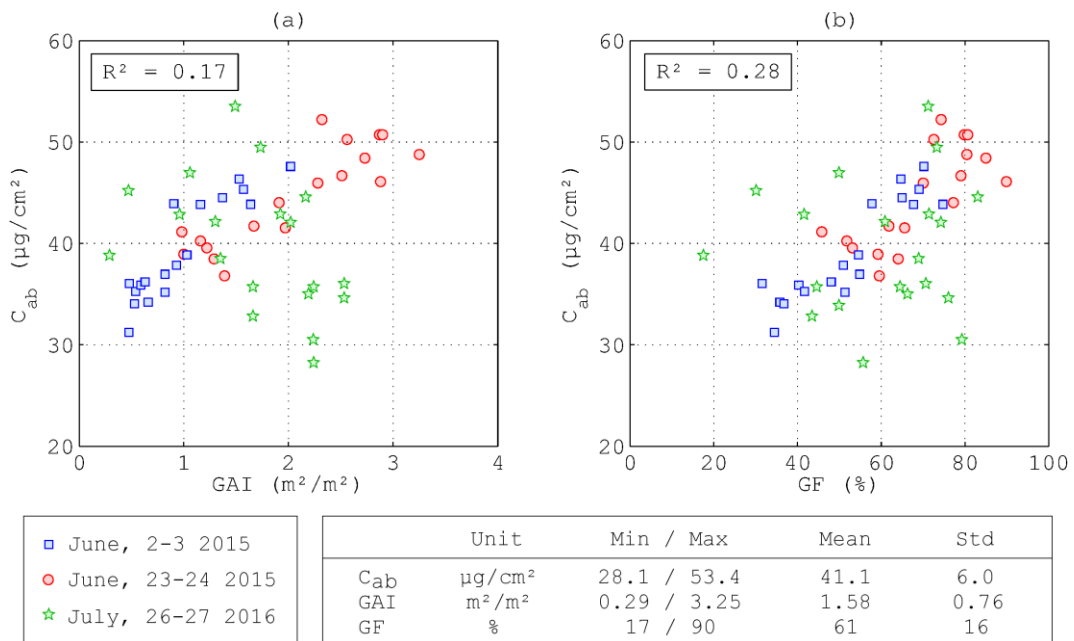 (a)
60
50
40
30
20
R² = 0.17
C_ab (µg/cm²)
0 1 2 3 4
GAI (m²/m²)
(b)
60
50
40
30
20
R² = 0.28
C_ab (µg/cm²)
0 20 40 60 80 100
GF (%)
June, 2-3 2015
June, 23-24 2015
July, 26-27 2016
Unit Min / Max Mean Std
C_ab µg/cm² 28.1 / 53.4 41.1 6.0
GAI m²/m² 0.29 / 3.25 1.58 0.76
GF % 17 / 90 61 16